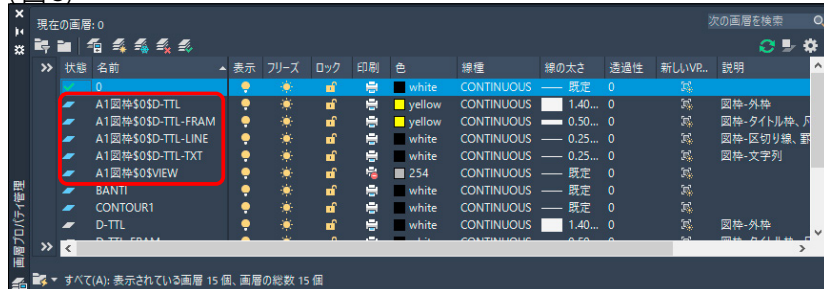 現在の画層: 0
次の画層を検索
状態 名前 表示 フリーズ ロック 印刷 色 線種 線の太さ 透過性 新しいVP... 説明
0 white CONTINUOUS 既定 0
A1図枠$0$D-TTL yellow CONTINUOUS 1.40... 0 図枠-外枠
A1図枠$0$D-TTL-FRAM yellow CONTINUOUS 0.50... 0 図枠-タイトル枠、
A1図枠$0$D-TTL-LINE white CONTINUOUS 0.25... 0 図枠-区切り線、
A1図枠$0$D-TTL-TXT white CONTINUOUS 0.25... 0 図枠-文字列
A1図枠$0$VIEW 254 CONTINUOUS 既定 0
BANTI white CONTINUOUS 既定 0
CONTOUR1 white CONTINUOUS 既定 0
D-TTL white CONTINUOUS 1.40... 0 図枠-外枠
画層プロパティ管理
すべて(A): 表示されている画層 15 個、画層の総数 15 個